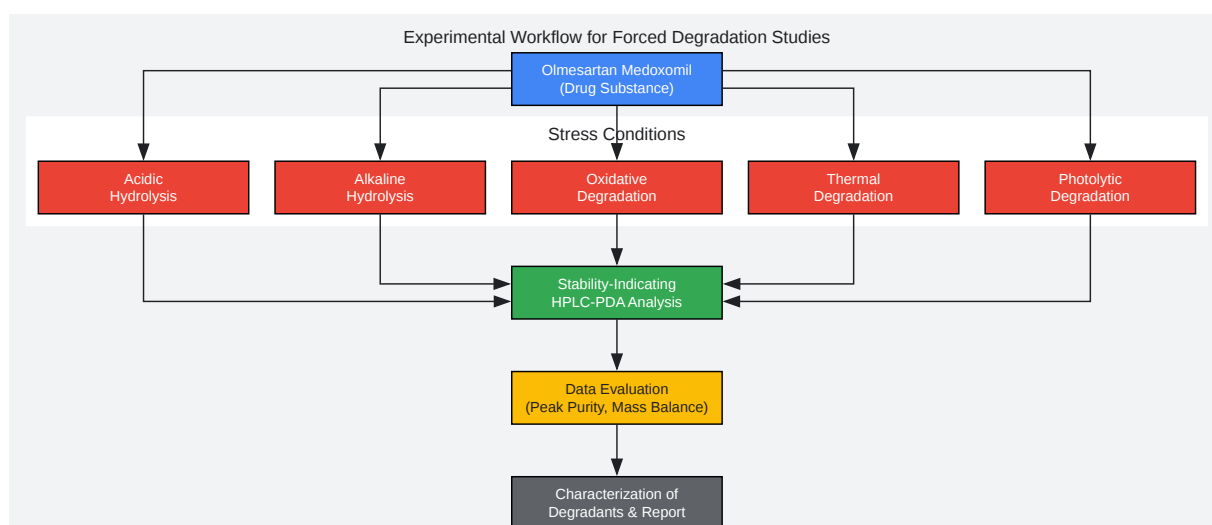 Experimental Workflow for Forced Degradation Studies
Olmesartan Medoxomil
(Drug Substance)
Stress Conditions
Acidic
Hydrolysis
Alkaline
Hydrolysis
Oxidative
Degradation
Thermal
Degradation
Photolytic
Degradation
Stability-Indicating
HPLC-PDA Analysis
Data Evaluation
(Peak Purity, Mass Balance)
Characterization of
Degradants & Report